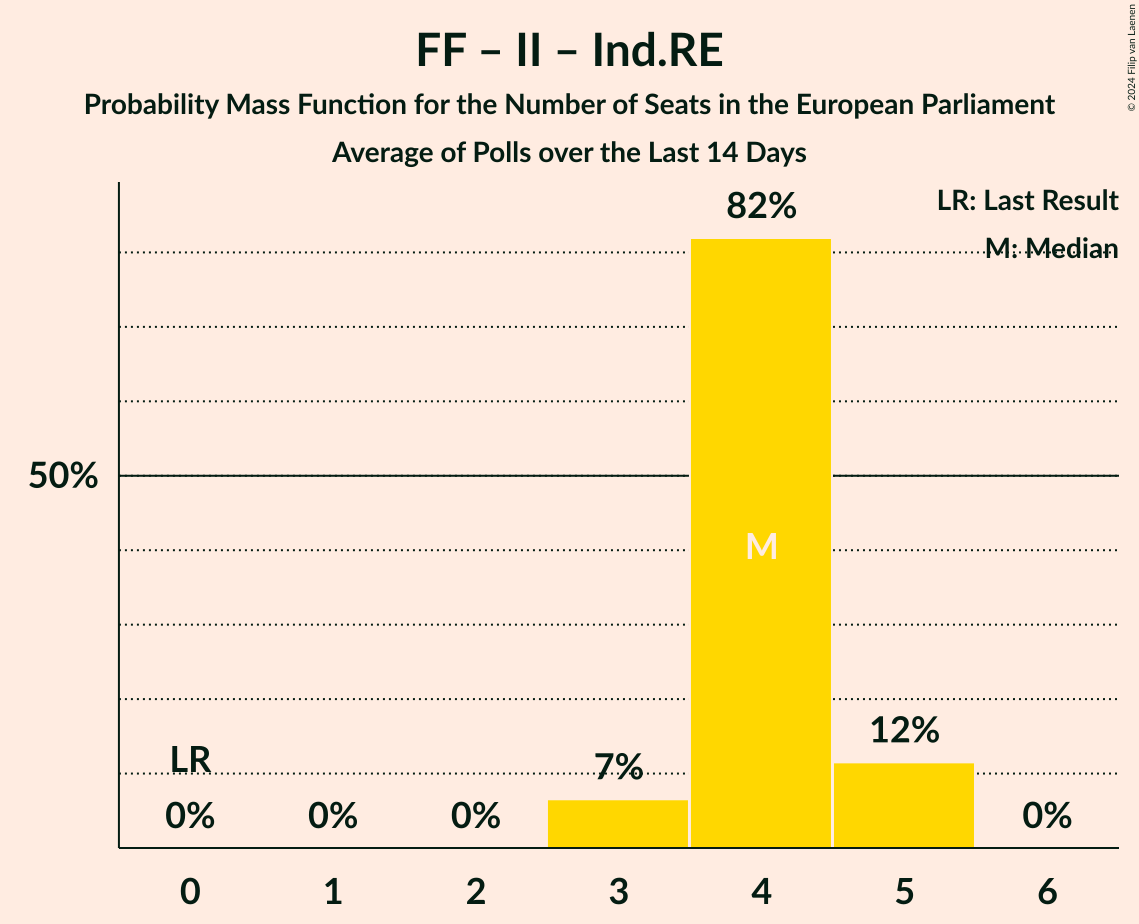 FF – II – Ind.RE
Probability Mass Function for the Number of Seats in the European Parliament
Average of Polls over the Last 14 Days
© 2024 Filip van Laenen
LR: Last Result
M: Median
82%
50%
M
LR
7%
12%
0%
0%
0%
0%
0
1
2
3
4
5
6